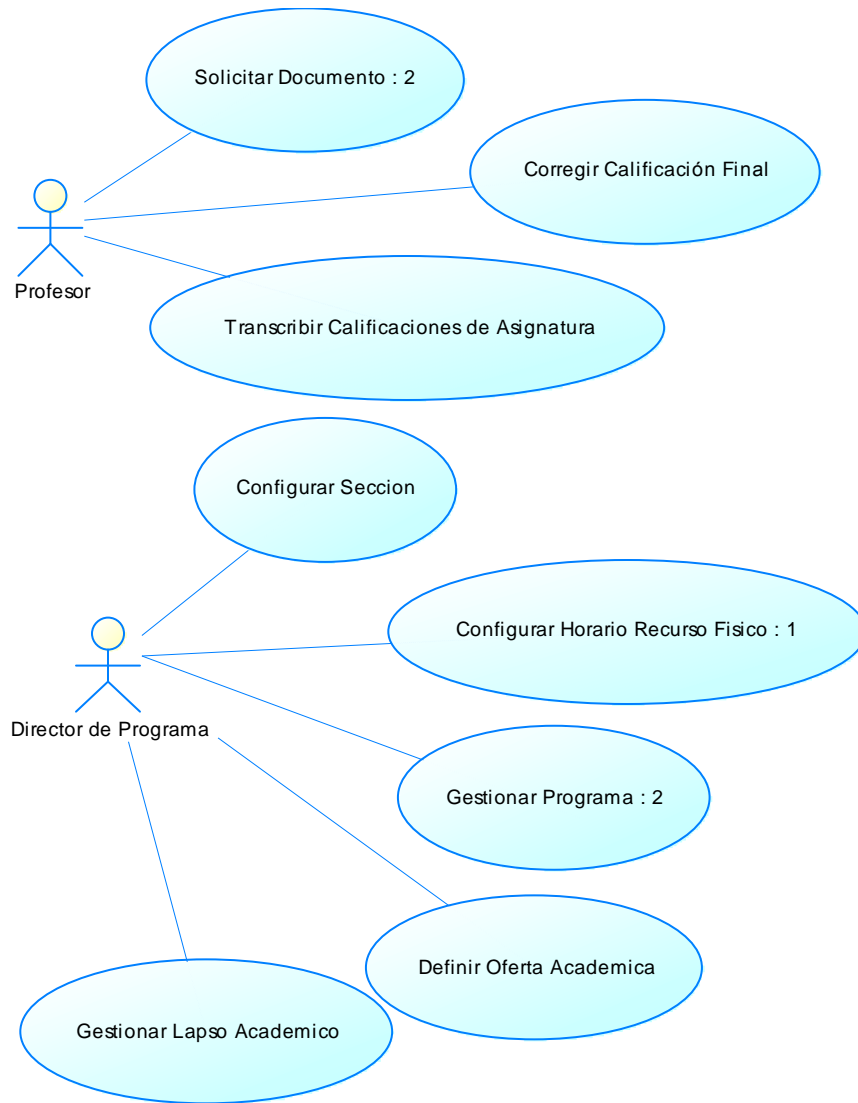 Solicitar Documento : 2
Corregir Calificación Final
Profesor
Transcribir Calificaciones de Asignatura
Configurar Seccion
Configurar Horario Recurso Fisico : 1
Director de Programa
Gestionar Programa : 2
Definir Oferta Academica
Gestionar Lapso Academico